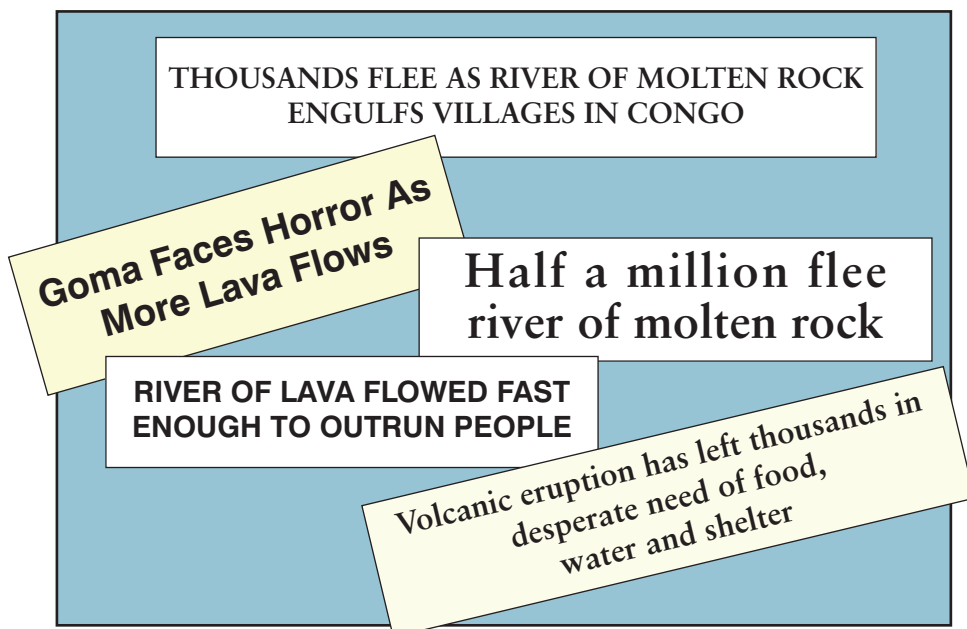 THOUSANDS FLEE AS RIVER OF MOLTEN ROCK
ENGULFS VILLAGES IN CONGO
Goma Faces Horror As
More Lava Flows
Half a million flee
river of molten rock
RIVER OF LAVA FLOWED FAST
ENOUGH TO OUTRUN PEOPLE
Volcanic eruption has left thousands in
desperate need of food,
water and shelter